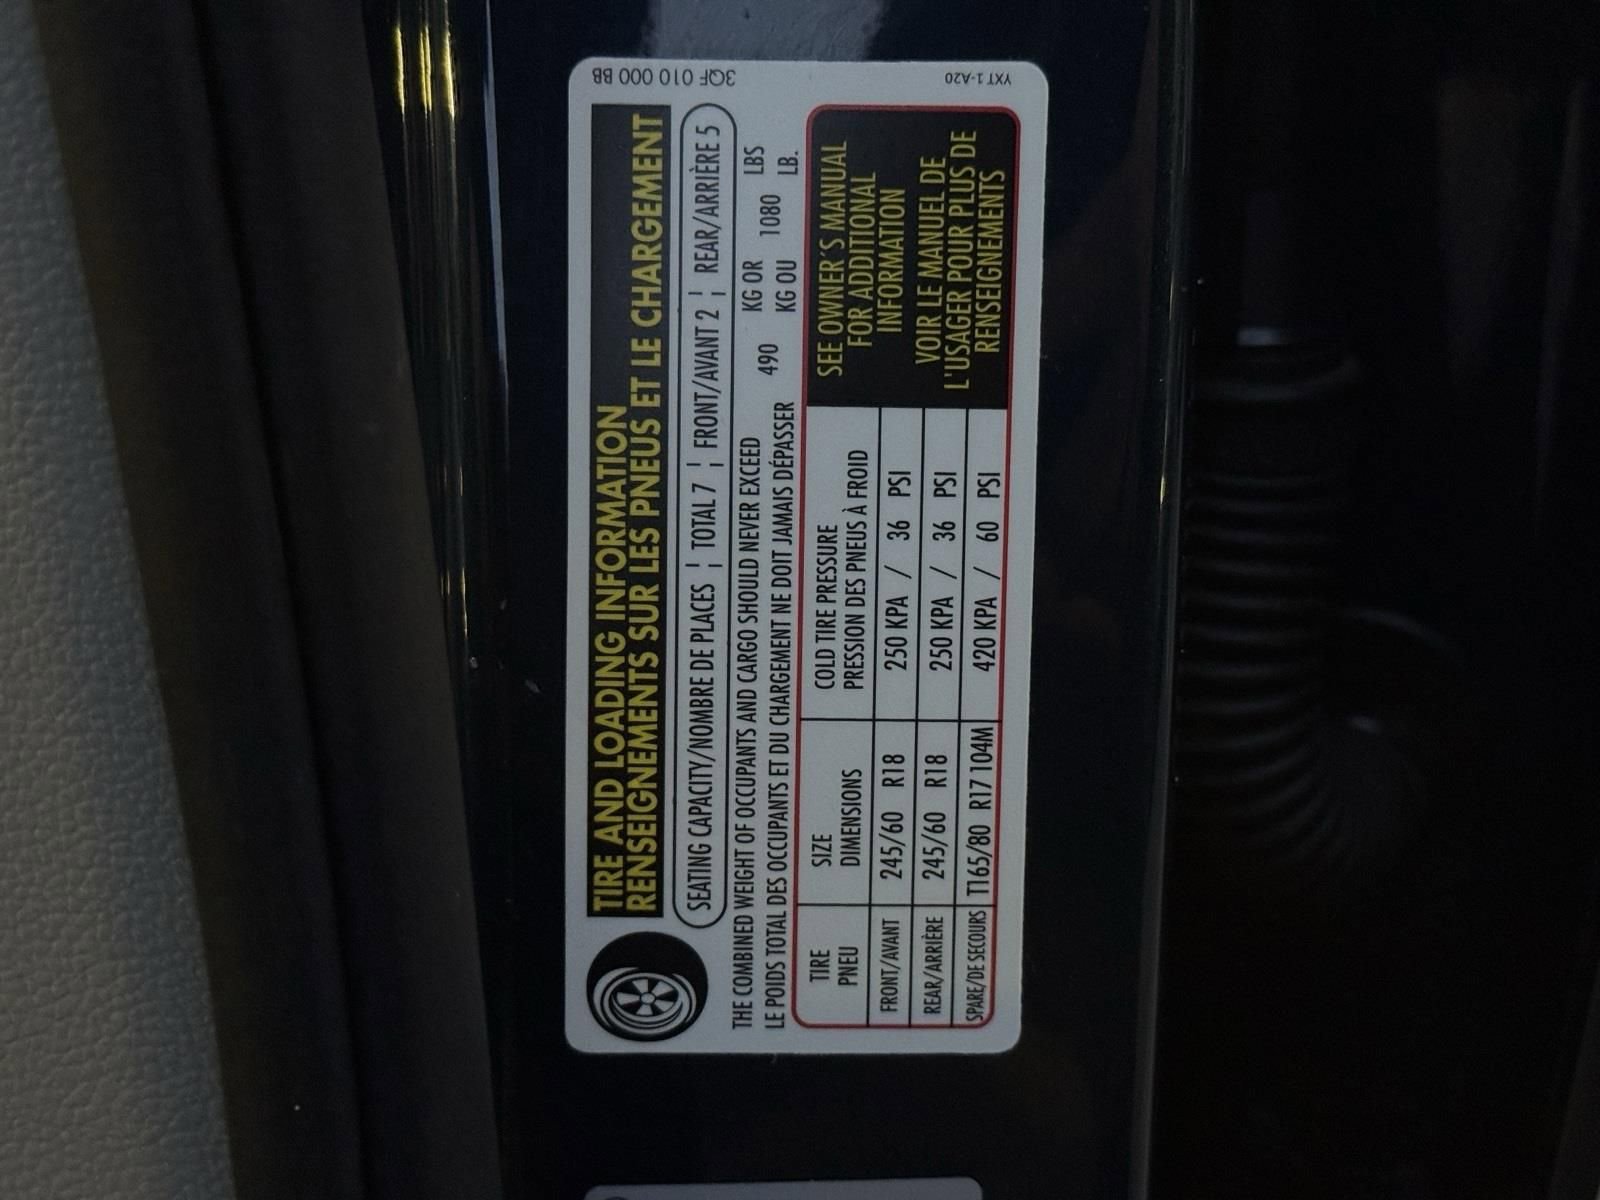 TIRE AND LOADING INFORMATION
RENSEIGNEMENTS SUR LES PNEUS ET LE CHARGEMENT
SEATING CAPACITY/NOMBRE DE PLACES ¦ TOTAL 7 ¦ FRONT/AVANT 2 ¦ REAR/ARRIÈRE 5
THE COMBINED WEIGHT OF OCCUPANTS AND CARGO SHOULD NEVER EXCEED 490 KG OR 1080 LBS
LE POIDS TOTAL DES OCCUPANTS ET DU CHARGEMENT NE DOIT JAMAIS DÉPASSER KG OU LB.
TIRE SIZE COLD TIRE PRESSURE
PNEU DIMENSIONS PRESSION DES PNEUS À FROID
FRONT/AVANT 245/60 R18 250 KPA / 36 PSI
REAR/ARRIÈRE 245/60 R18 250 KPA / 36 PSI
SPARE/DE SECOURS T165/80 R17 104M 420 KPA / 60 PSI
SEE OWNER'S MANUAL
FOR ADDITIONAL
INFORMATION
VOIR LE MANUEL DE
L'USAGER POUR PLUS DE
RENSEIGNEMENTS
3QF 010 000 BB
YXT 1-A20